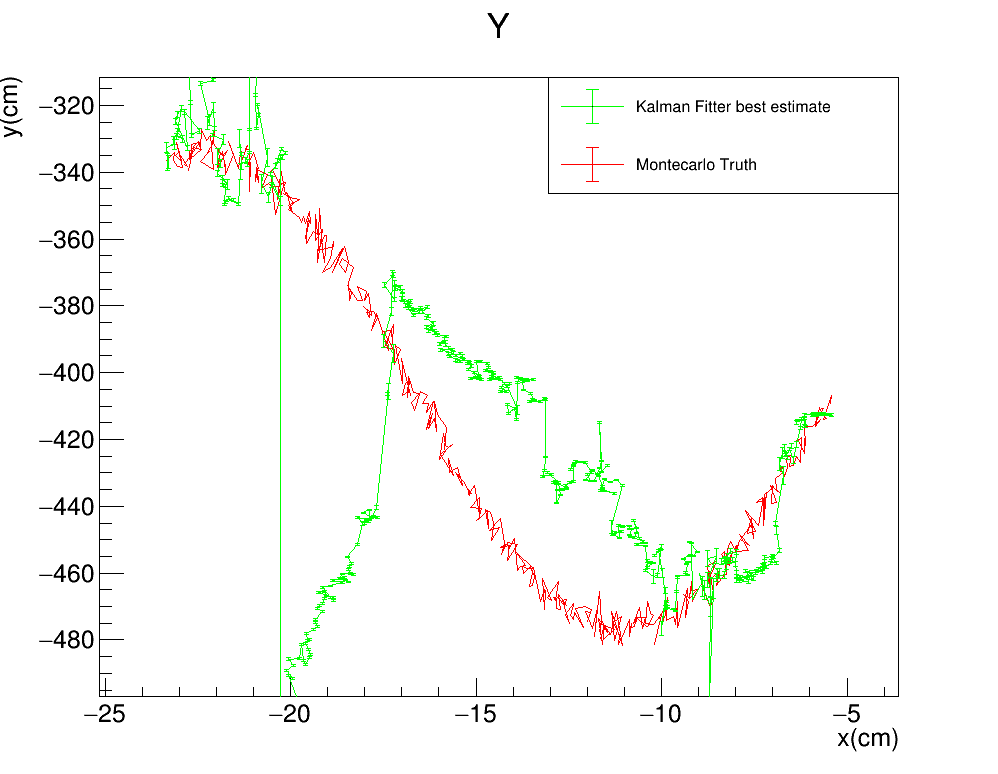 Y
y(cm)
Kalman Fitter best estimate
Montecarlo Truth
−320
−340
−360
−380
−400
−420
−440
−460
−480
−25 −20 −15 −10 −5
x(cm)